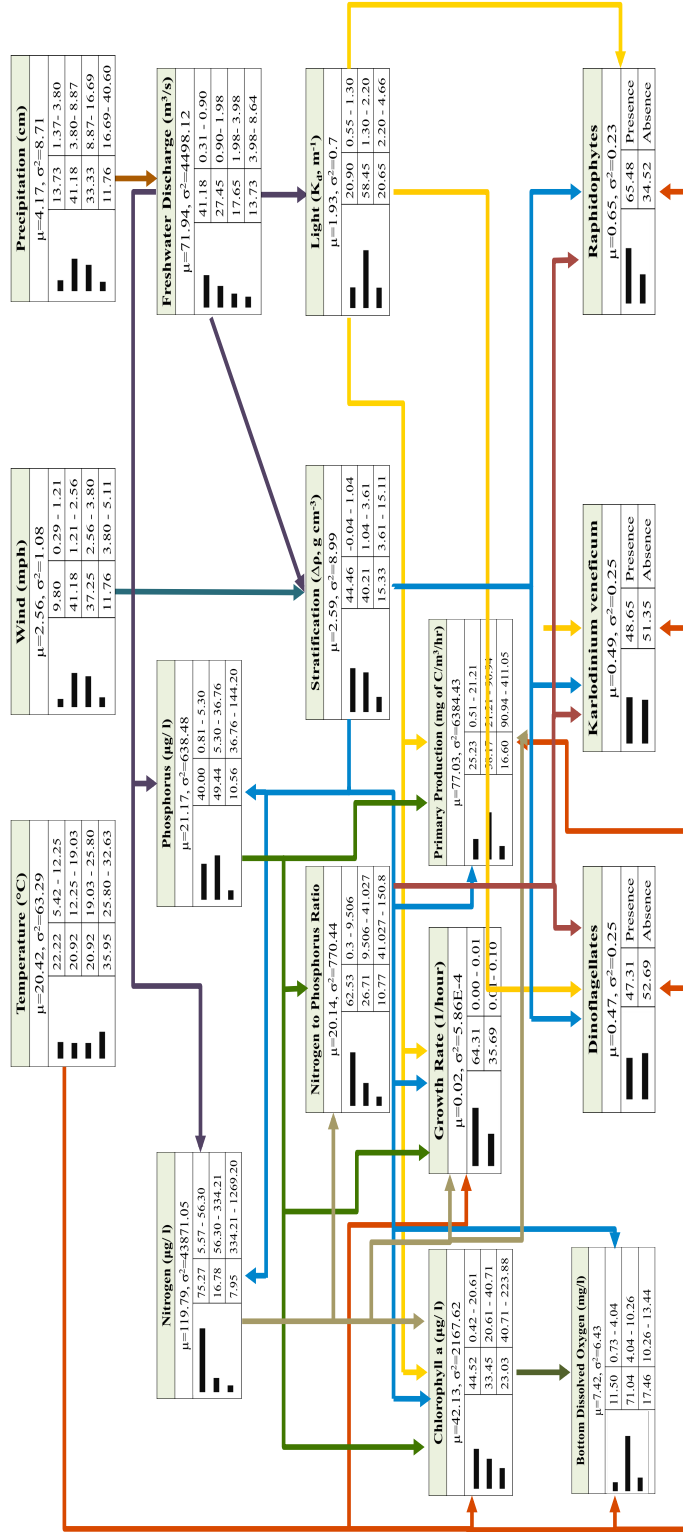 Temperature (°C)
μ=20.42, σ²=63.29
22.22 5.42 - 12.25
20.92 12.25 - 19.03
20.92 19.03 - 25.80
35.95 25.80 - 32.63
Wind (mph)
μ=2.56, σ²=1.08
9.80 0.29 - 1.21
41.18 1.21 - 2.56
37.25 2.56 - 3.80
11.76 3.80 - 5.11
Precipitation (cm)
μ=4.17, σ²=8.71
13.73 1.37- 3.80
41.18 3.80- 8.87
33.33 8.87- 16.69
11.76 16.69- 40.60
Nitrogen (μg/ l)
μ=119.79, σ²=43871.05
75.27 5.57 - 56.30
16.78 56.30 - 334.21
7.95 334.21 - 1269.20
Phosphorus (μg/ l)
μ=21.17, σ²=638.48
40.00 0.81 - 5.30
49.44 5.30 - 36.76
10.56 36.76 - 144.20
Freshwater Discharge (m³/s)
μ=71.94, σ²=4498.12
41.18 0.31 - 0.90
27.45 0.90- 1.98
17.65 1.98- 3.98
13.73 3.98- 8.64
Nitrogen to Phosphorus Ratio
μ=20.14, σ²=770.44
62.53 0.3 - 9.506
26.71 9.506 - 41.027
10.77 41.027 - 150.8
Stratification (Δρ, g cm⁻³)
μ=2.59, σ²=8.99
44.46 -0.04 - 1.04
40.21 1.04 - 3.61
15.33 3.61 - 15.11
Light (K_d, m⁻¹)
μ=1.93, σ²=0.7
20.90 0.55 - 1.30
58.45 1.30 - 2.20
20.65 2.20 - 4.66
Chlorophyll a (μg/ l)
μ=42.13, σ²=2167.62
44.52 0.42 - 20.61
33.45 20.61 - 40.71
23.03 40.71 - 223.88
Growth Rate (1/hour)
μ=0.02, σ²=5.86E-4
64.31 0.00 - 0.01
35.69 0.01 - 0.10
Primary Production (mg of C/m³/hr)
μ=77.03, σ²=6384.43
25.23 0.51 - 21.21
16.60 90.94 - 411.05
Bottom Dissolved Oxygen (mg/l)
μ=7.42, σ²=6.43
11.50 0.73 - 4.04
71.04 4.04 - 10.26
17.46 10.26 - 13.44
Dinoflagellates
μ=0.47, σ²=0.25
47.31 Presence
52.69 Absence
Karlodinium veneficum
μ=0.49, σ²=0.25
48.65 Presence
51.35 Absence
Raphidophytes
μ=0.65, σ²=0.23
65.48 Presence
34.52 Absence